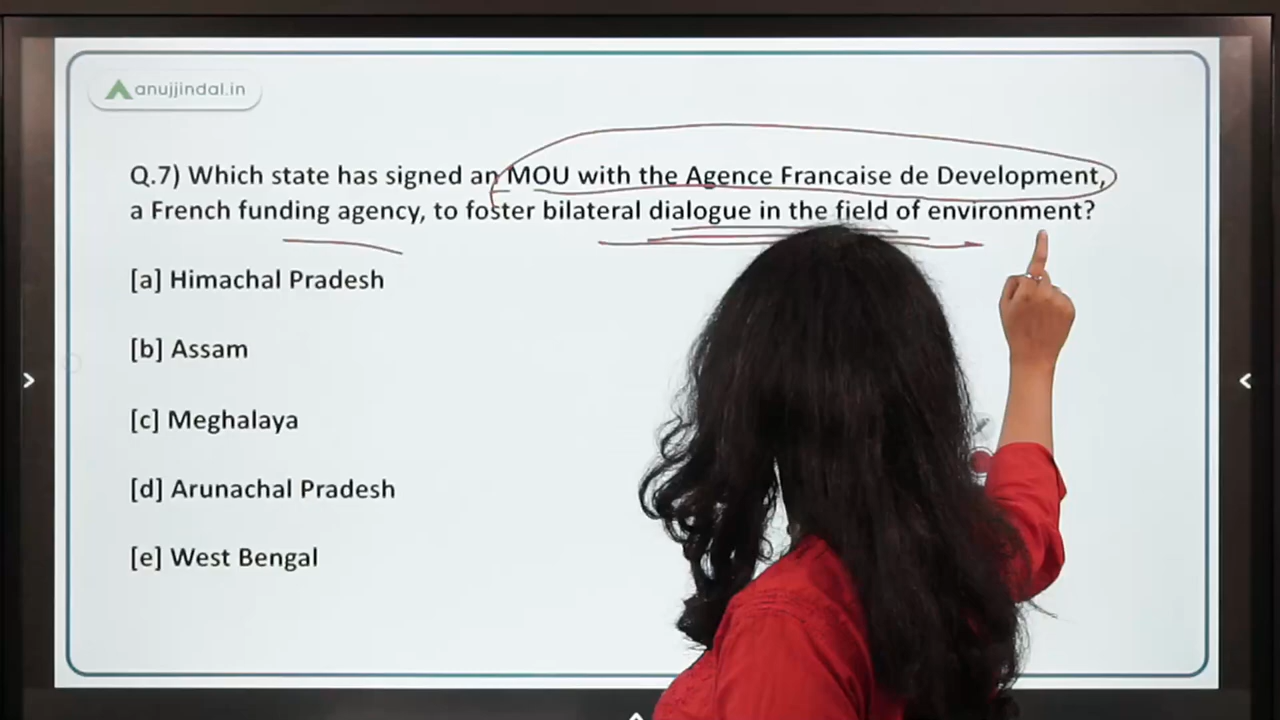 anujjindal.in
Q.7) Which state has signed an MOU with the Agence Francaise de Development,
a French funding agency, to foster bilateral dialogue in the field of environment?
[a] Himachal Pradesh
[b] Assam
[c] Meghalaya
[d] Arunachal Pradesh
[e] West Bengal